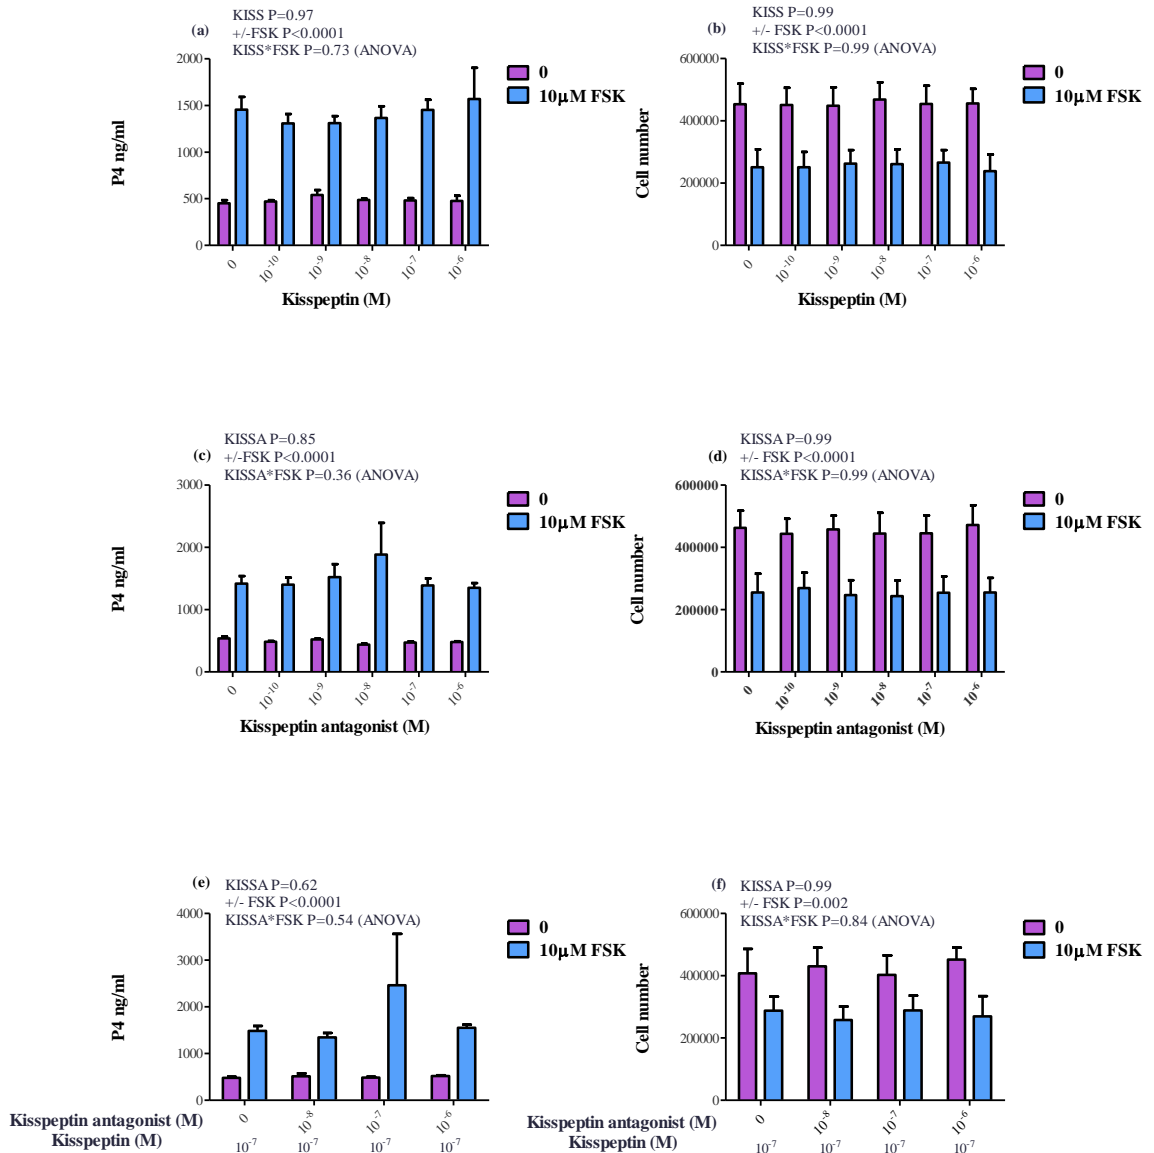 (a)
KISS P=0.97
+/-FSK P<0.0001
KISS*FSK P=0.73 (ANOVA)
2000
1500
1000
500
0
P4 ng/ml
0
10μM FSK
0 10⁻¹⁰ 10⁻⁹ 10⁻⁸ 10⁻⁷ 10⁻⁶
Kisspeptin (M)
(b)
KISS P=0.99
+/- FSK P<0.0001
KISS*FSK P=0.99 (ANOVA)
600000
400000
200000
0
Cell number
0
10μM FSK
0 10⁻¹⁰ 10⁻⁹ 10⁻⁸ 10⁻⁷ 10⁻⁶
Kisspeptin (M)
(c)
KISSA P=0.85
+/-FSK P<0.0001
KISSA*FSK P=0.36 (ANOVA)
3000
2000
1000
0
P4 ng/ml
0
10μM FSK
0 10⁻¹⁰ 10⁻⁹ 10⁻⁸ 10⁻⁷ 10⁻⁶
Kisspeptin antagonist (M)
(d)
KISSA P=0.99
+/- FSK P<0.0001
KISSA*FSK P=0.99 (ANOVA)
600000
400000
200000
0
Cell number
0
10μM FSK
0 10⁻¹⁰ 10⁻⁹ 10⁻⁸ 10⁻⁷ 10⁻⁶
Kisspeptin antagonist (M)
(e)
KISSA P=0.62
+/- FSK P<0.0001
KISSA*FSK P=0.54 (ANOVA)
4000
3000
2000
1000
0
P4 ng/ml
0
10μM FSK
Kisspeptin antagonist (M) 0 10⁻⁸ 10⁻⁷ 10⁻⁶
Kisspeptin (M) 10⁻⁷ 10⁻⁷ 10⁻⁷ 10⁻⁷
(f)
KISSA P=0.99
+/- FSK P=0.002
KISSA*FSK P=0.84 (ANOVA)
600000
400000
200000
0
Cell number
0
10μM FSK
Kisspeptin antagonist (M) 0 10⁻⁸ 10⁻⁷ 10⁻⁶
Kisspeptin (M) 10⁻⁷ 10⁻⁷ 10⁻⁷ 10⁻⁷